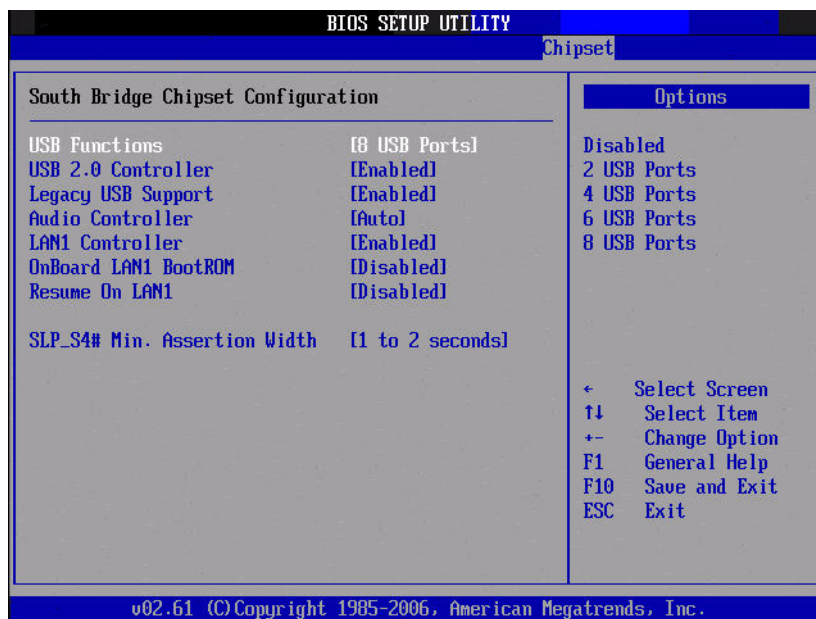 BIOS SETUP UTILITY
Chipset
South Bridge Chipset Configuration
USB Functions [8 USB Ports]
USB 2.0 Controller [Enabled]
Legacy USB Support [Enabled]
Audio Controller [Auto]
LAN1 Controller [Enabled]
OnBoard LAN1 BootROM [Disabled]
Resume On LAN1 [Disabled]
SLP_S4# Min. Assertion Width [1 to 2 seconds]
Options
Disabled
2 USB Ports
4 USB Ports
6 USB Ports
8 USB Ports
← Select Screen
↑↓ Select Item
+- Change Option
F1 General Help
F10 Save and Exit
ESC Exit
v02.61 (C)Copyright 1985-2006, American Megatrends, Inc.